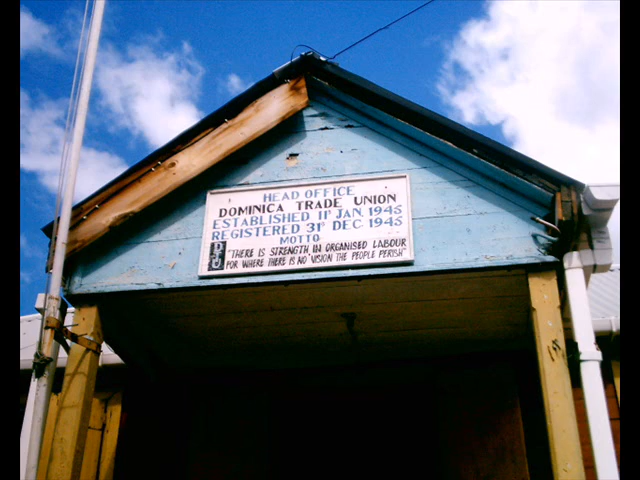 HEAD OFFICE
DOMINICA TRADE UNION
ESTABLISHED 11TH JAN. 1945
REGISTERED 31ST DEC 1945
MOTTO
DTU "THERE IS STRENGTH IN ORGANISED LABOUR
FOR WHERE THERE IS NO VISION THE PEOPLE PERISH"